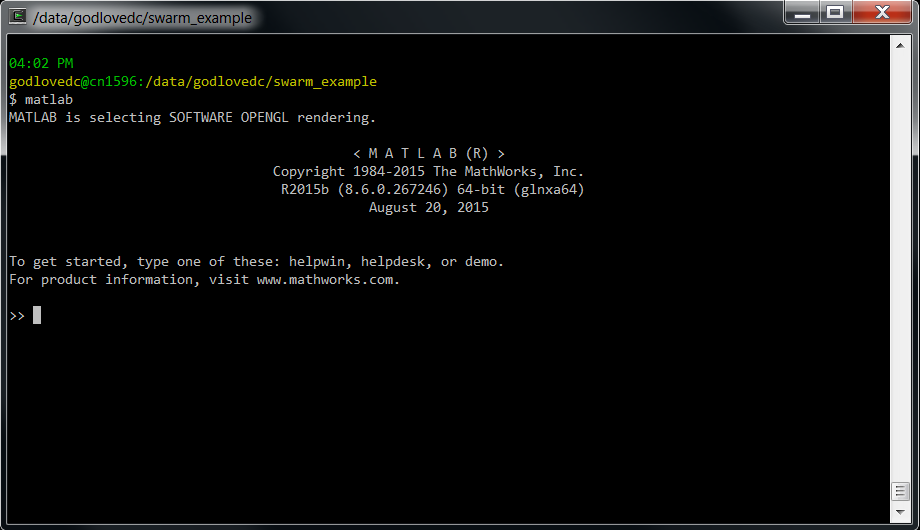 /data/godlovedc/swarm_example
04:02 PM
godlovedc@cn1596:/data/godlovedc/swarm_example
$ matlab
MATLAB is selecting SOFTWARE OPENGL rendering.
< M A T L A B (R) >
Copyright 1984-2015 The MathWorks, Inc.
R2015b (8.6.0.267246) 64-bit (glnxa64)
August 20, 2015
To get started, type one of these: helpwin, helpdesk, or demo.
For product information, visit www.mathworks.com.
>>